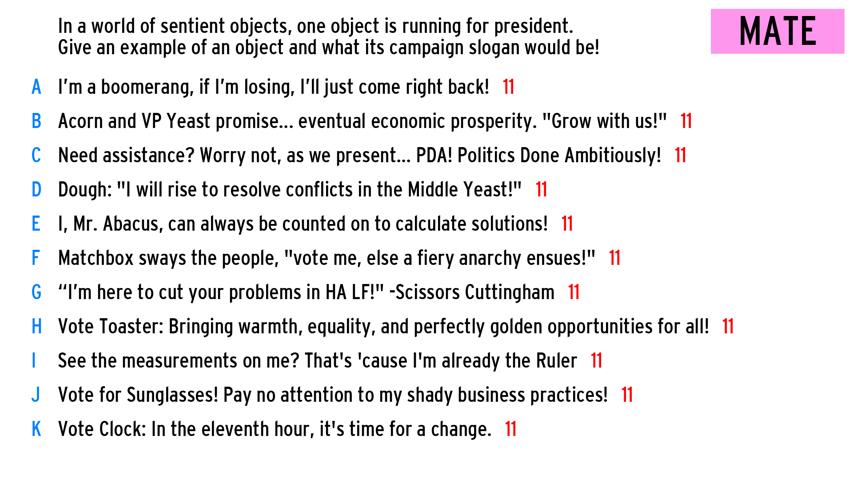 In a world of sentient objects, one object is running for president.
Give an example of an object and what its campaign slogan would be!
MATE
A I'm a boomerang, if I'm losing, I'll just come right back! 11
B Acorn and VP Yeast promise... eventual economic prosperity. "Grow with us!" 11
C Need assistance? Worry not, as we present... PDA! Politics Done Ambitiously! 11
D Dough: "I will rise to resolve conflicts in the Middle Yeast!" 11
E I, Mr. Abacus, can always be counted on to calculate solutions! 11
F Matchbox sways the people, "vote me, else a fiery anarchy ensues!" 11
G “I'm here to cut your problems in HA LF!" -Scissors Cuttingham 11
H Vote Toaster: Bringing warmth, equality, and perfectly golden opportunities for all! 11
I See the measurements on me? That's 'cause I'm already the Ruler 11
J Vote for Sunglasses! Pay no attention to my shady business practices! 11
K Vote Clock: In the eleventh hour, it's time for a change. 11